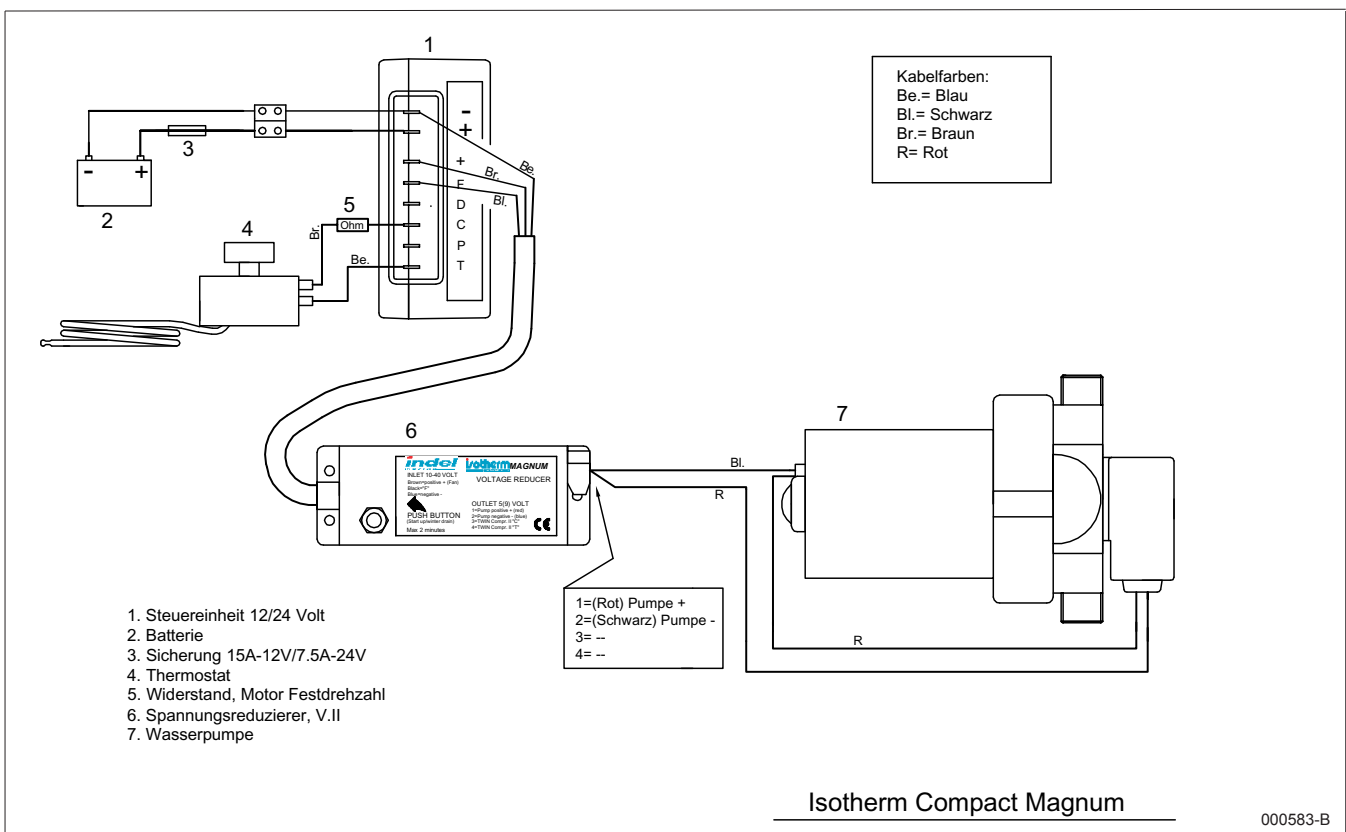 1
Kabelfarben:
Be.= Blau
Bl.= Schwarz
Br.= Braun
R= Rot
-
+
3
- +
2
+
F
D
C
P
T
Be.
Br.
Bl.
5
Ohm
Br.
4
Be.
6
7
indel
isotherm MAGNUM
INLET 10-40 VOLT
VOLTAGE REDUCER
Brown=positive + (Fan)
Black="F"
Blue=negative -
PUSH BUTTON
(Start up/winter drain)
Max 2 minutes
OUTLET 5(9) VOLT
1=Pump positive + (red)
2=Pump negative - (blue)
3=TWIN Compr. II "C"
4=TWIN Compr. II "T"
CE
Bl.
R
R
1=(Rot) Pumpe +
2=(Schwarz) Pumpe -
3= --
4= --
1. Steuereinheit 12/24 Volt
2. Batterie
3. Sicherung 15A-12V/7.5A-24V
4. Thermostat
5. Widerstand, Motor Festdrehzahl
6. Spannungsreduzierer, V.II
7. Wasserpumpe
Isotherm Compact Magnum
000583-B